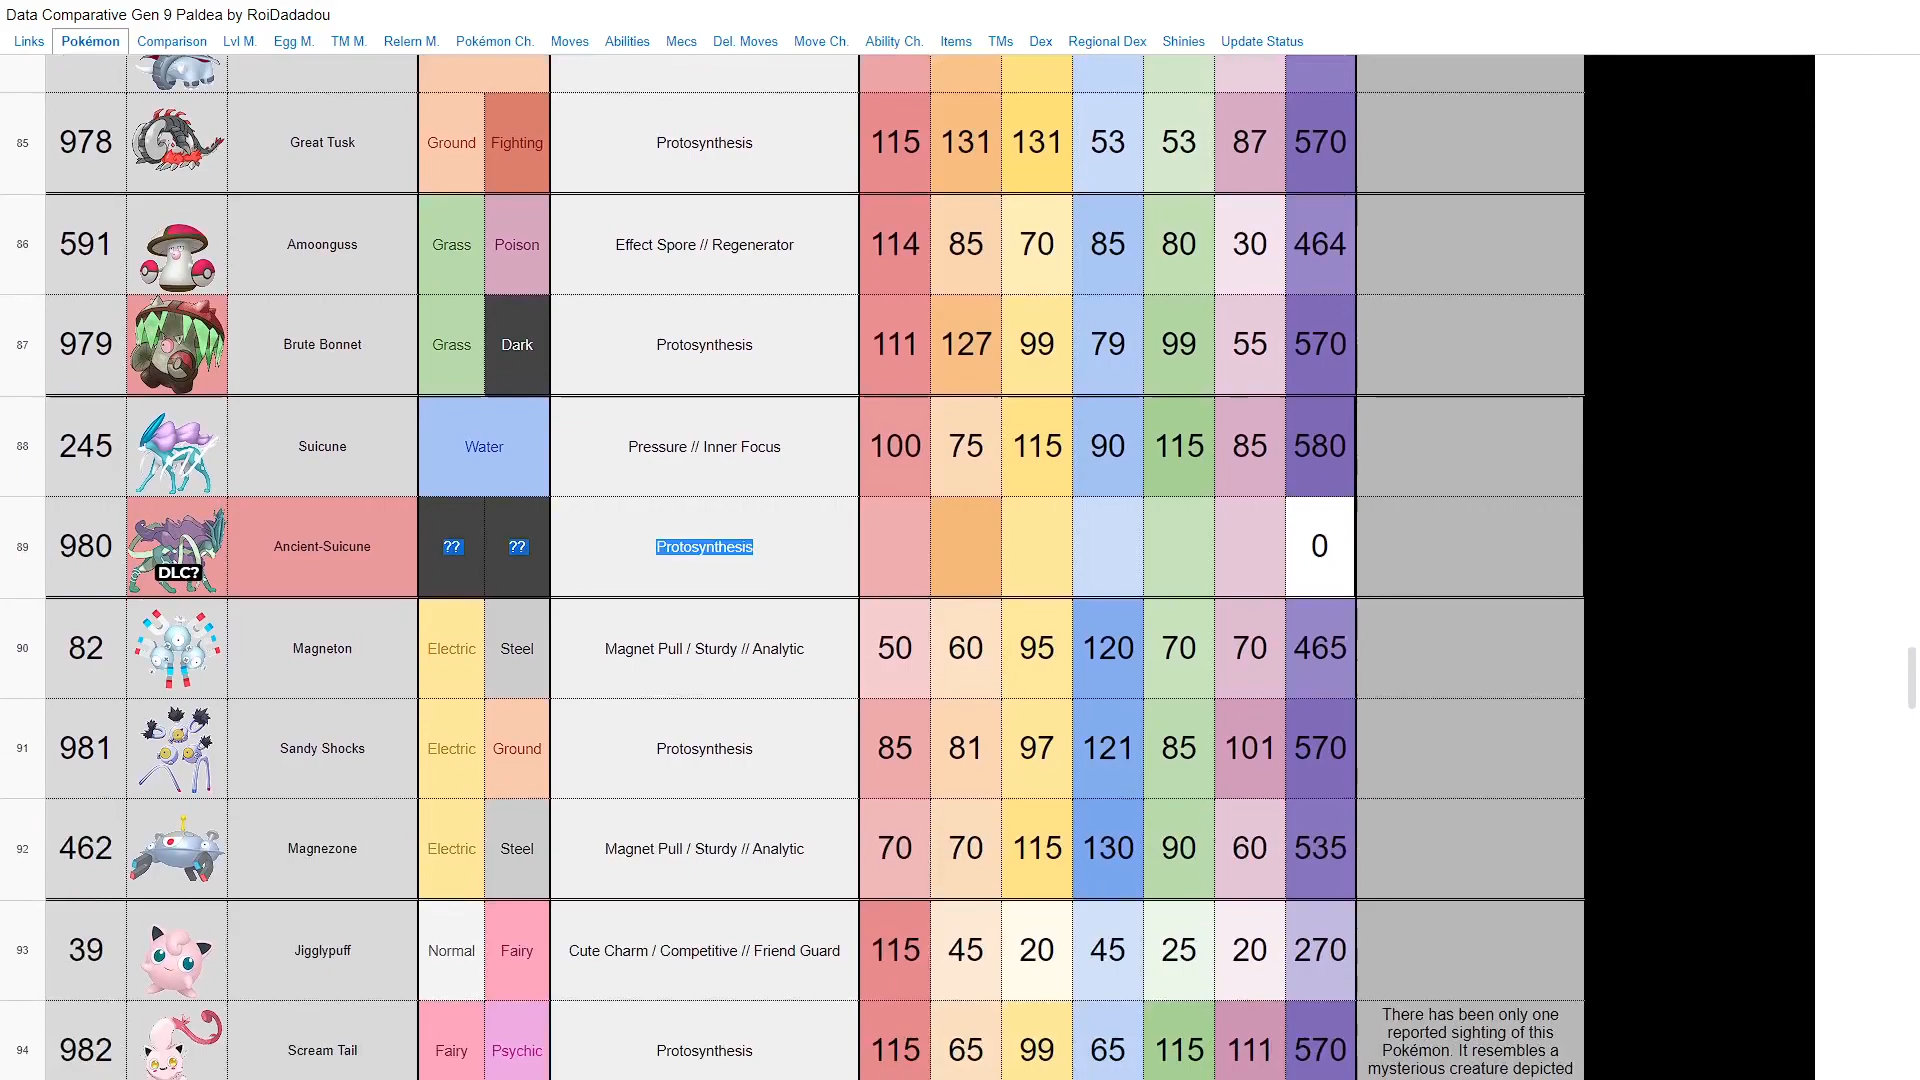 Data Comparative Gen 9 Paldea by RoiDadadou
Links Pokémon Comparison Lvl M. Egg M. TM M. Relern M. Pokémon Ch. Moves Abilities Mecs Del. Moves Move Ch. Ability Ch. Items TMs Dex Regional Dex Shinies Update Status
85 978 Great Tusk Ground Fighting Protosynthesis 115 131 131 53 53 87 570
86 591 Amoonguss Grass Poison Effect Spore // Regenerator 114 85 70 85 80 30 464
87 979 Brute Bonnet Grass Dark Protosynthesis 111 127 99 79 99 55 570
88 245 Suicune Water Pressure // Inner Focus 100 75 115 90 115 85 580
89 980 DLC? Ancient-Suicune ?? ?? Protosynthesis 0
90 82 Magneton Electric Steel Magnet Pull / Sturdy // Analytic 50 60 95 120 70 70 465
91 981 Sandy Shocks Electric Ground Protosynthesis 85 81 97 121 85 101 570
92 462 Magnezone Electric Steel Magnet Pull / Sturdy // Analytic 70 70 115 130 90 60 535
93 39 Jigglypuff Normal Fairy Cute Charm / Competitive // Friend Guard 115 45 20 45 25 20 270
94 982 Scream Tail Fairy Psychic Protosynthesis 115 65 99 65 115 111 570
There has been only one
reported sighting of this
Pokémon. It resembles a
mysterious creature depicted